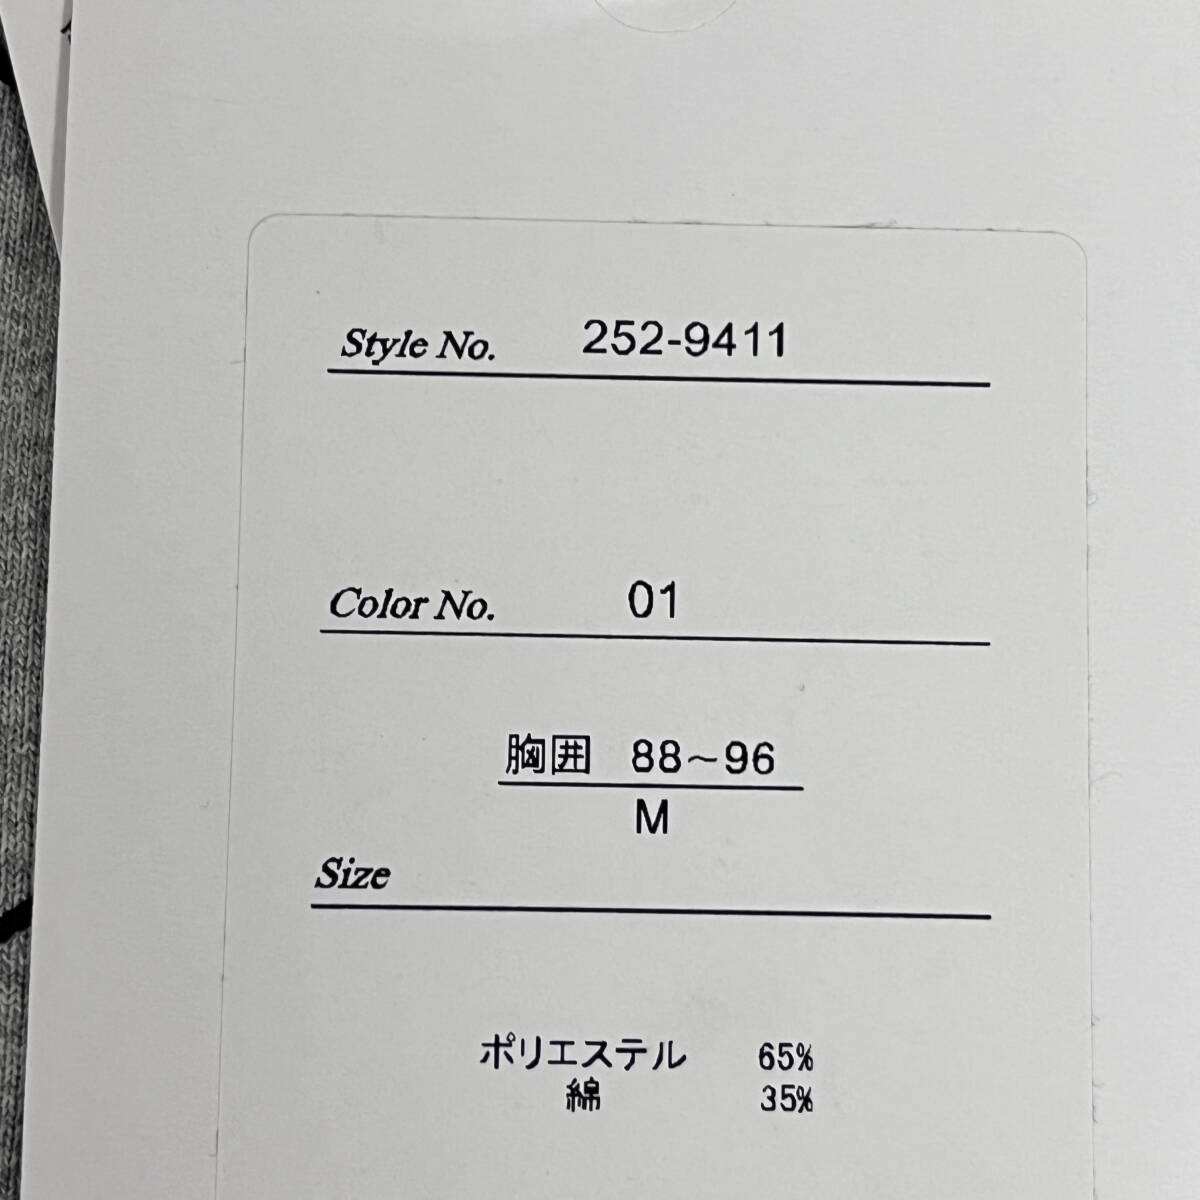 Style No. 252-9411
Color No. 01
胸囲 88～96
M
Size
ポリエステル 65%
綿 35%